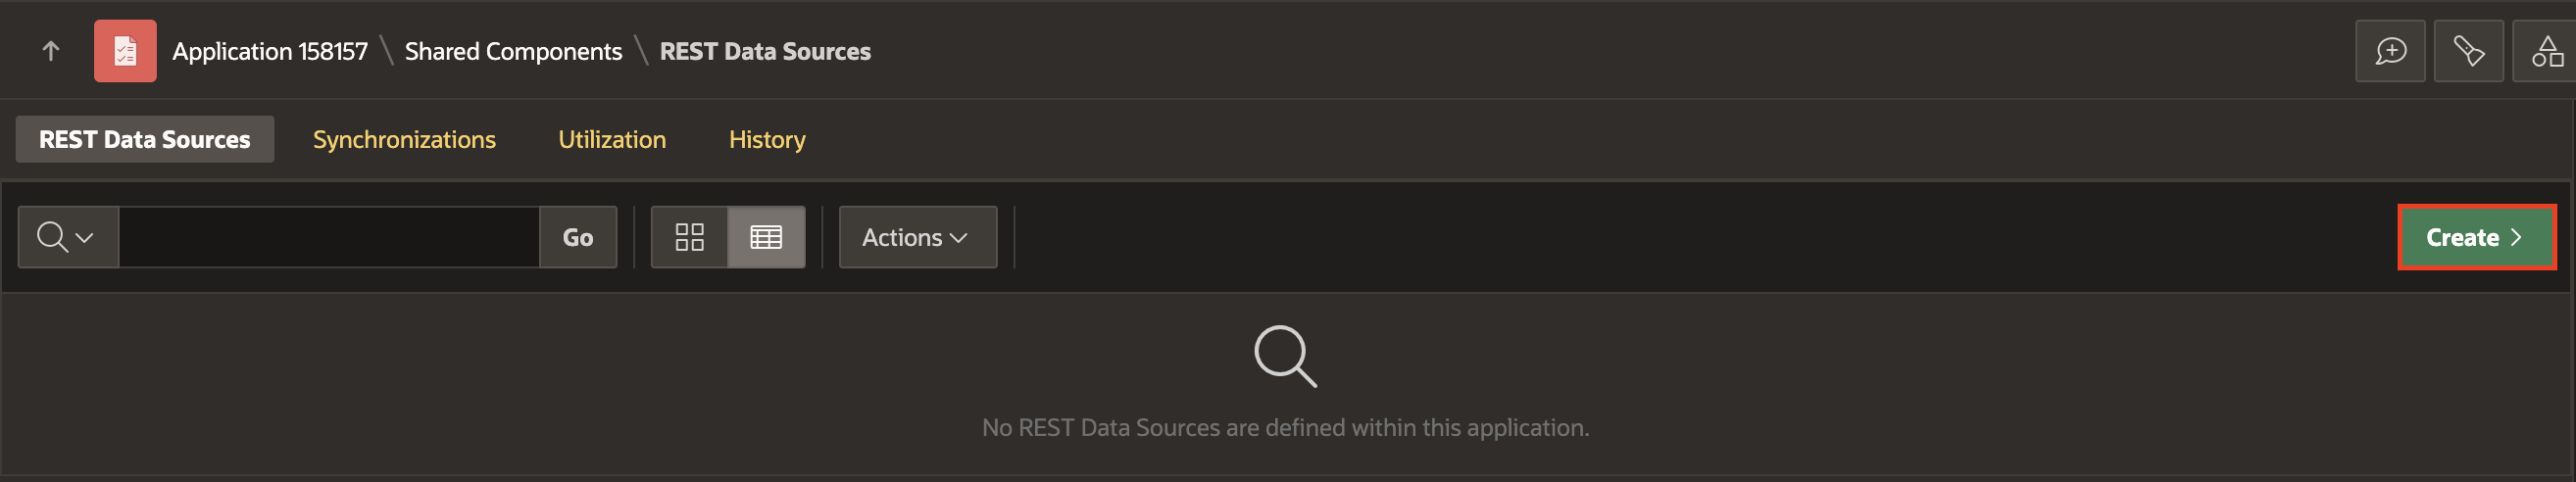 Application 158157 \ Shared Components \ REST Data Sources
REST Data Sources Synchronizations Utilization History
Go Actions Create
No REST Data Sources are defined within this application.